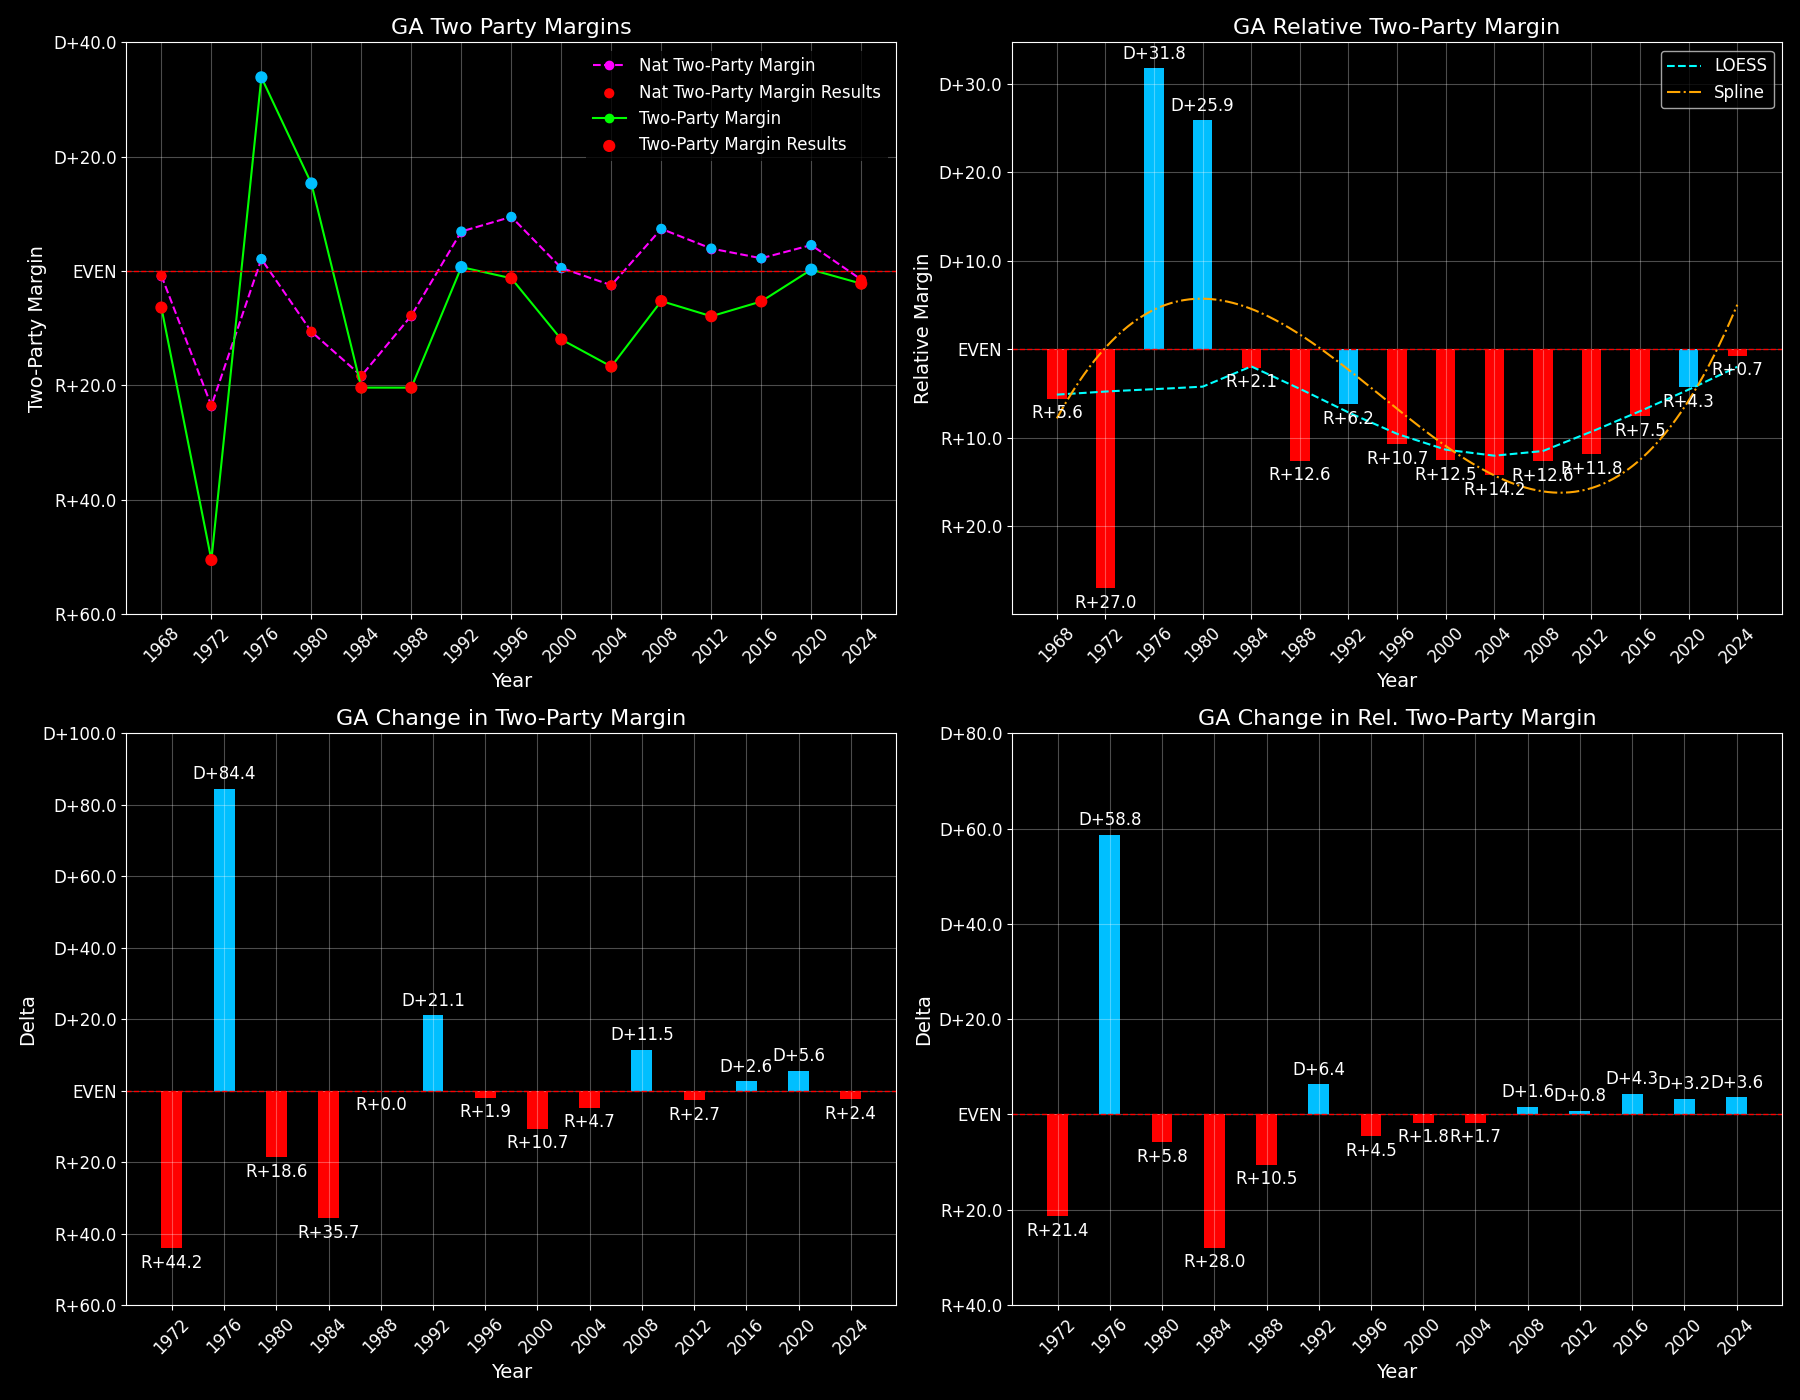 GA Two Party Margins
D+40.0
D+20.0
EVEN
R+20.0
R+40.0
R+60.0
Two-Party Margin
Nat Two-Party Margin
Nat Two-Party Margin Results
Two-Party Margin
Two-Party Margin Results
1968 1972 1976 1980 1984 1988 1992 1996 2000 2004 2008 2012 2016 2020 2024
Year
GA Relative Two-Party Margin
D+30.0
D+20.0
D+10.0
EVEN
R+10.0
R+20.0
Relative Margin
LOESS
Spline
R+5.6
R+27.0
D+31.8
D+25.9
R+2.1
R+12.6
R+6.2
R+10.7
R+12.5
R+14.2
R+12.6
R+11.8
R+7.5
R+4.3
R+0.7
1968 1972 1976 1980 1984 1988 1992 1996 2000 2004 2008 2012 2016 2020 2024
Year
GA Change in Two-Party Margin
D+100.0
D+80.0
D+60.0
D+40.0
D+20.0
EVEN
R+20.0
R+40.0
R+60.0
Delta
R+44.2
D+84.4
R+18.6
R+35.7
R+0.0
D+21.1
R+1.9
R+10.7
R+4.7
D+11.5
R+2.7
D+2.6
D+5.6
R+2.4
1972 1976 1980 1984 1988 1992 1996 2000 2004 2008 2012 2016 2020 2024
Year
GA Change in Rel. Two-Party Margin
D+80.0
D+60.0
D+40.0
D+20.0
EVEN
R+20.0
R+40.0
Delta
R+21.4
D+58.8
R+5.8
R+28.0
R+10.5
D+6.4
R+4.5
R+1.8
R+1.7
D+1.6
D+0.8
D+4.3
D+3.2
D+3.6
1972 1976 1980 1984 1988 1992 1996 2000 2004 2008 2012 2016 2020 2024
Year